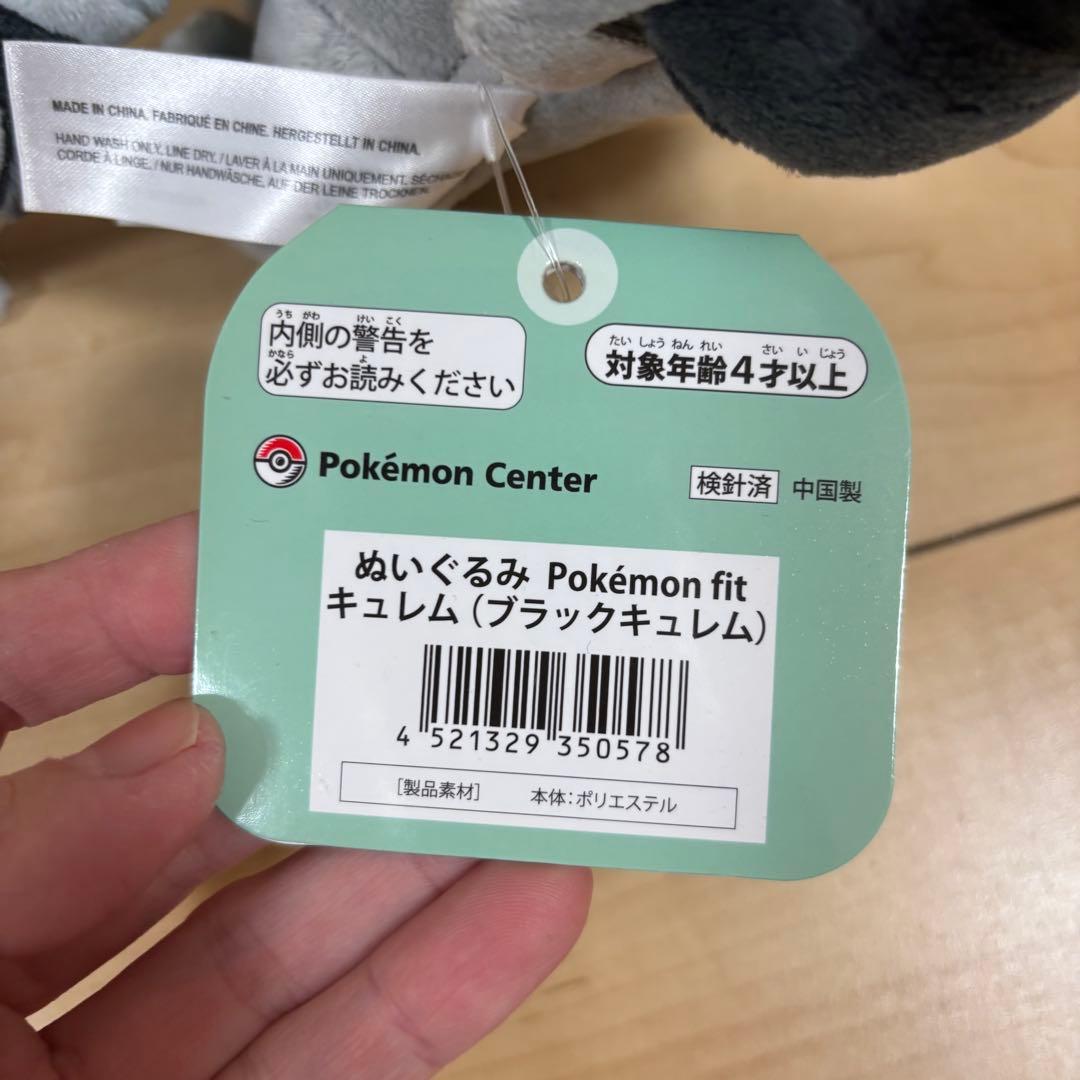 MADE IN CHINA. FABRIQUÉ EN CHINE. HERGESTELLT IN CHINA.
HAND WASH ONLY. LINE DRY. / LAVER À LA MAIN UNIQUEMENT. SÉCHAGE
CORDE À LINGE. / NUR HANDWÄSCHE, AUF DER LEINE TROCKNEN.
うち がわ けい こく
内側の警告を
かなら よ
必ずお読みください
たい しょう ねん れい さい い じょう
対象年齢4才以上
Pokémon Center
検針済 中国製
ぬいぐるみ Pokémon fit
キュレム（ブラックキュレム）
4 521329 350578
［製品素材］ 本体：ポリエステル